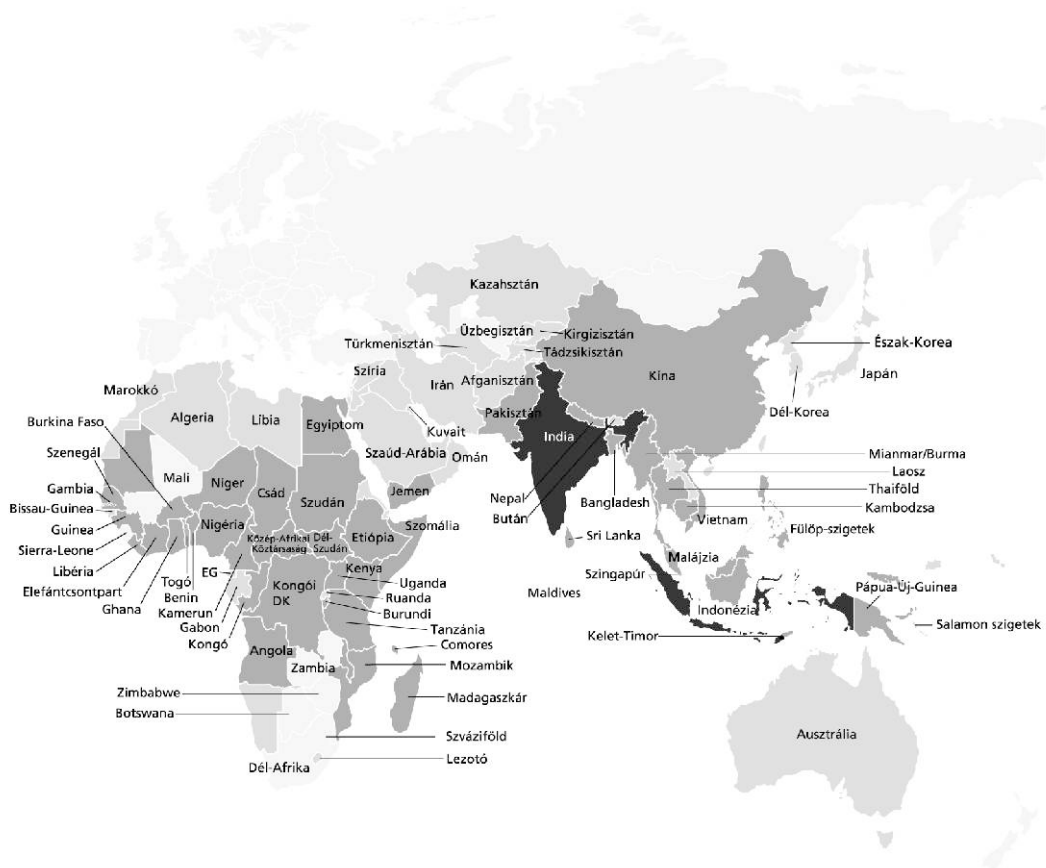 Kazahsztán
Üzbegisztán
Kirgizisztán
Türkmenisztán
Tádzsikisztán
Észak-Korea
Szíria
Irán
Afganisztán
Kína
Japán
Marokkó
Dél-Korea
Algeria
Líbia
Egyiptom
Pakisztán
Burkina Faso
Kuvait
India
Szaúd-Arábia
Omán
Mianmar/Burma
Szenegál
Mali
Laosz
Niger
Csád
Szudán
Jemen
Nepal
Bangladesh
Thaiföld
Gambia
Kambodzsa
Bissau-Guinea
Bután
Vietnam
Nigéria
Szomália
Fülöp-szigetek
Guinea
Etiópia
Sri Lanka
Közép-Afrikai
Köztársaság
Dél-
Szudán
Sierra-Leone
Malájzia
Libéria
EG
Kenya
Szingapúr
Togó
Kongói
DK
Uganda
Pápua-Új-Guinea
Elefántcsontpart
Benín
Ruanda
Maldives
Ghana
Kamerun
Burundi
Indonézia
Gabon
Tanzánia
Salamon szigetek
Kongó
Kelet-Timor
Comores
Angola
Mozambik
Zambia
Zimbabwe
Madagaszkár
Botswana
Szváziföld
Ausztrália
Lezotó
Dél-Afrika